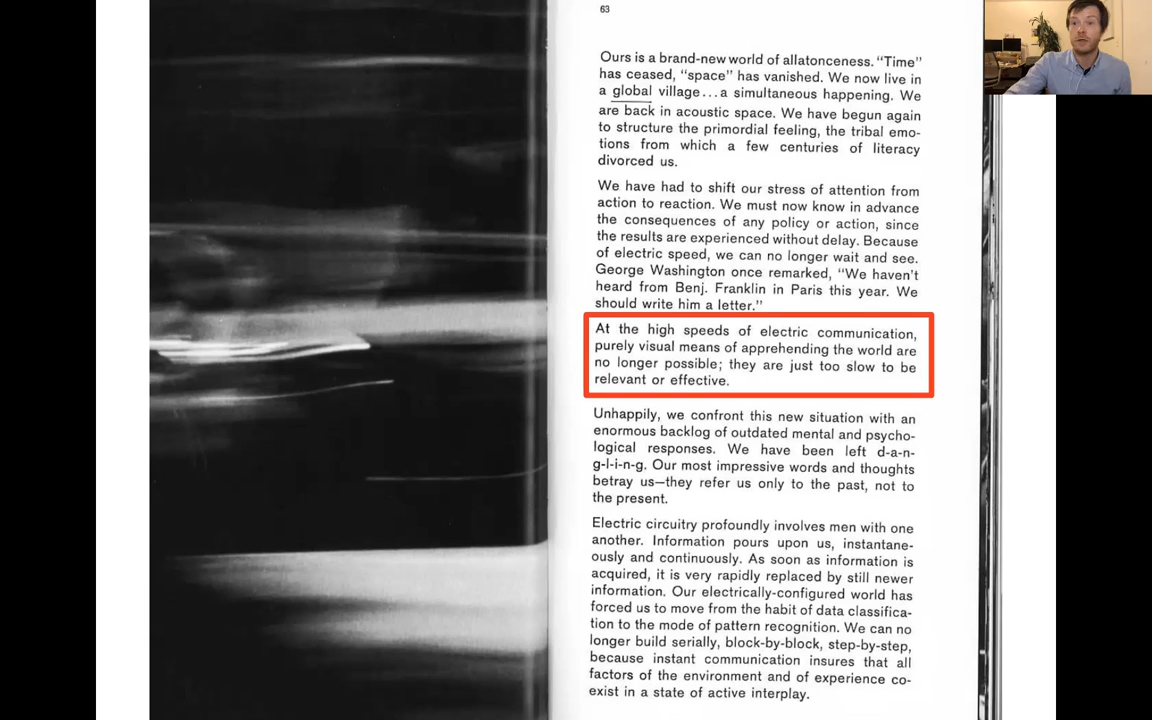 63
Ours is a brand-new world of allatonceness. “Time”
has ceased, “space” has vanished. We now live in
a global village...a simultaneous happening. We
are back in acoustic space. We have begun again
to structure the primordial feeling, the tribal emo-
tions from which a few centuries of literacy
divorced us.
We have had to shift our stress of attention from
action to reaction. We must now know in advance
the consequences of any policy or action, since
the results are experienced without delay. Because
of electric speed, we can no longer wait and see.
George Washington once remarked, “We haven’t
heard from Benj. Franklin in Paris this year. We
should write him a letter.”
At the high speeds of electric communication,
purely visual means of apprehending the world are
no longer possible; they are just too slow to be
relevant or effective.
Unhappily, we confront this new situation with an
enormous backlog of outdated mental and psycho-
logical responses. We have been left d-a-n-
g-l-i-n-g. Our most impressive words and thoughts
betray us—they refer us only to the past, not to
the present.
Electric circuitry profoundly involves men with one
another. Information pours upon us, instantane-
ously and continuously. As soon as information is
acquired, it is very rapidly replaced by still newer
information. Our electrically-configured world has
forced us to move from the habit of data classifica-
tion to the mode of pattern recognition. We can no
longer build serially, block-by-block, step-by-step,
because instant communication insures that all
factors of the environment and of experience co-
exist in a state of active interplay.